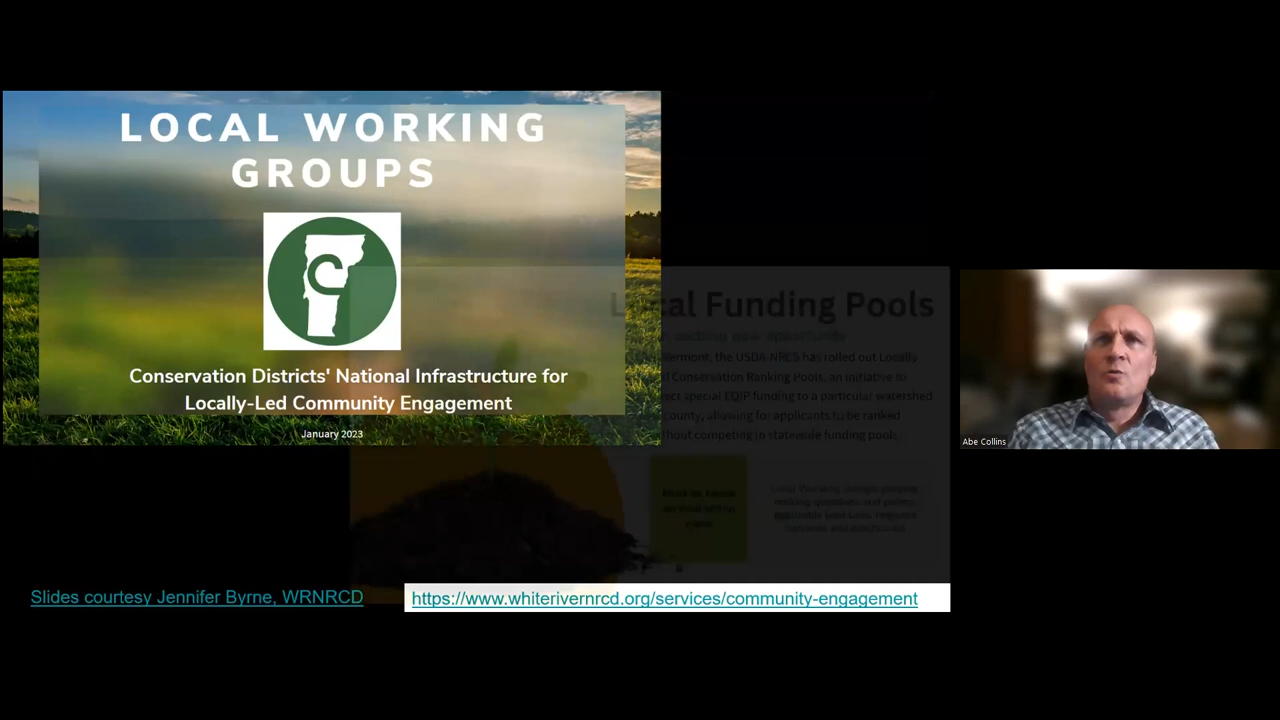 LOCAL WORKING
GROUPS
C
Conservation Districts' National Infrastructure for
Locally-Led Community Engagement
January 2023
Local Funding Pools
Vermont, the USDA-NRCS has rolled out Locally
Conservation Ranking Pools, an initiative to
special EQIP funding to a particular watershed
county, allowing for applicants to be ranked
without competing in statewide funding pools.
Slides courtesy Jennifer Byrne, WRNRCD
https://www.whiterivernrcd.org/services/community-engagement
Abe Collins